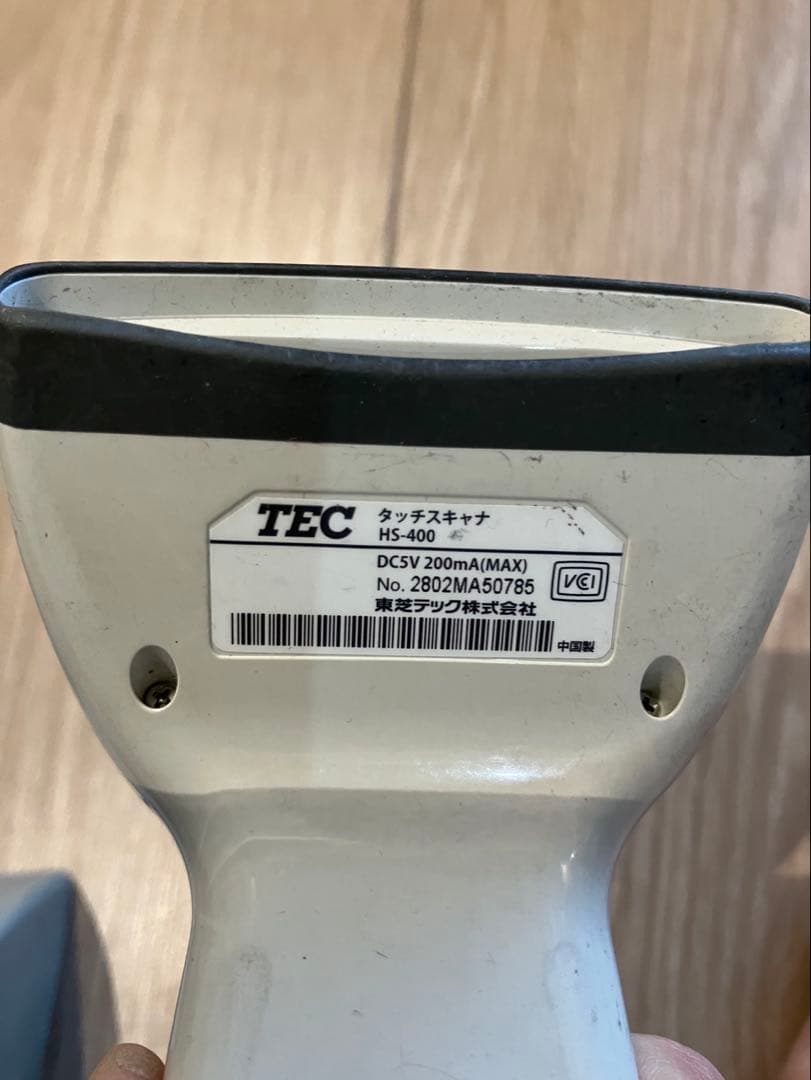 TEC タッチスキャナ
HS-400
DC5V 200mA(MAX)
No. 2802MA50785
VCCI
東芝テック株式会社
中国製